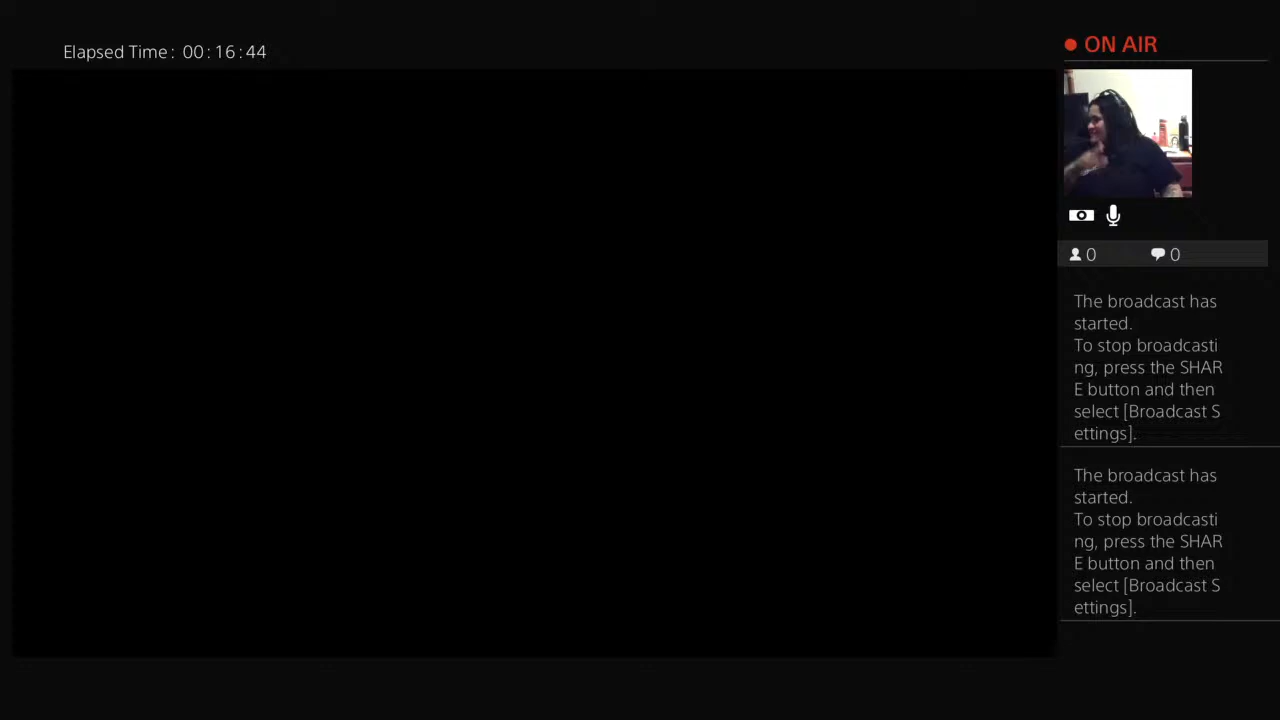 Elapsed Time: 00:16:44
ON AIR
0 0
The broadcast has
started.
To stop broadcasti
ng, press the SHAR
E button and then
select [Broadcast S
ettings].
The broadcast has
started.
To stop broadcasti
ng, press the SHAR
E button and then
select [Broadcast S
ettings].